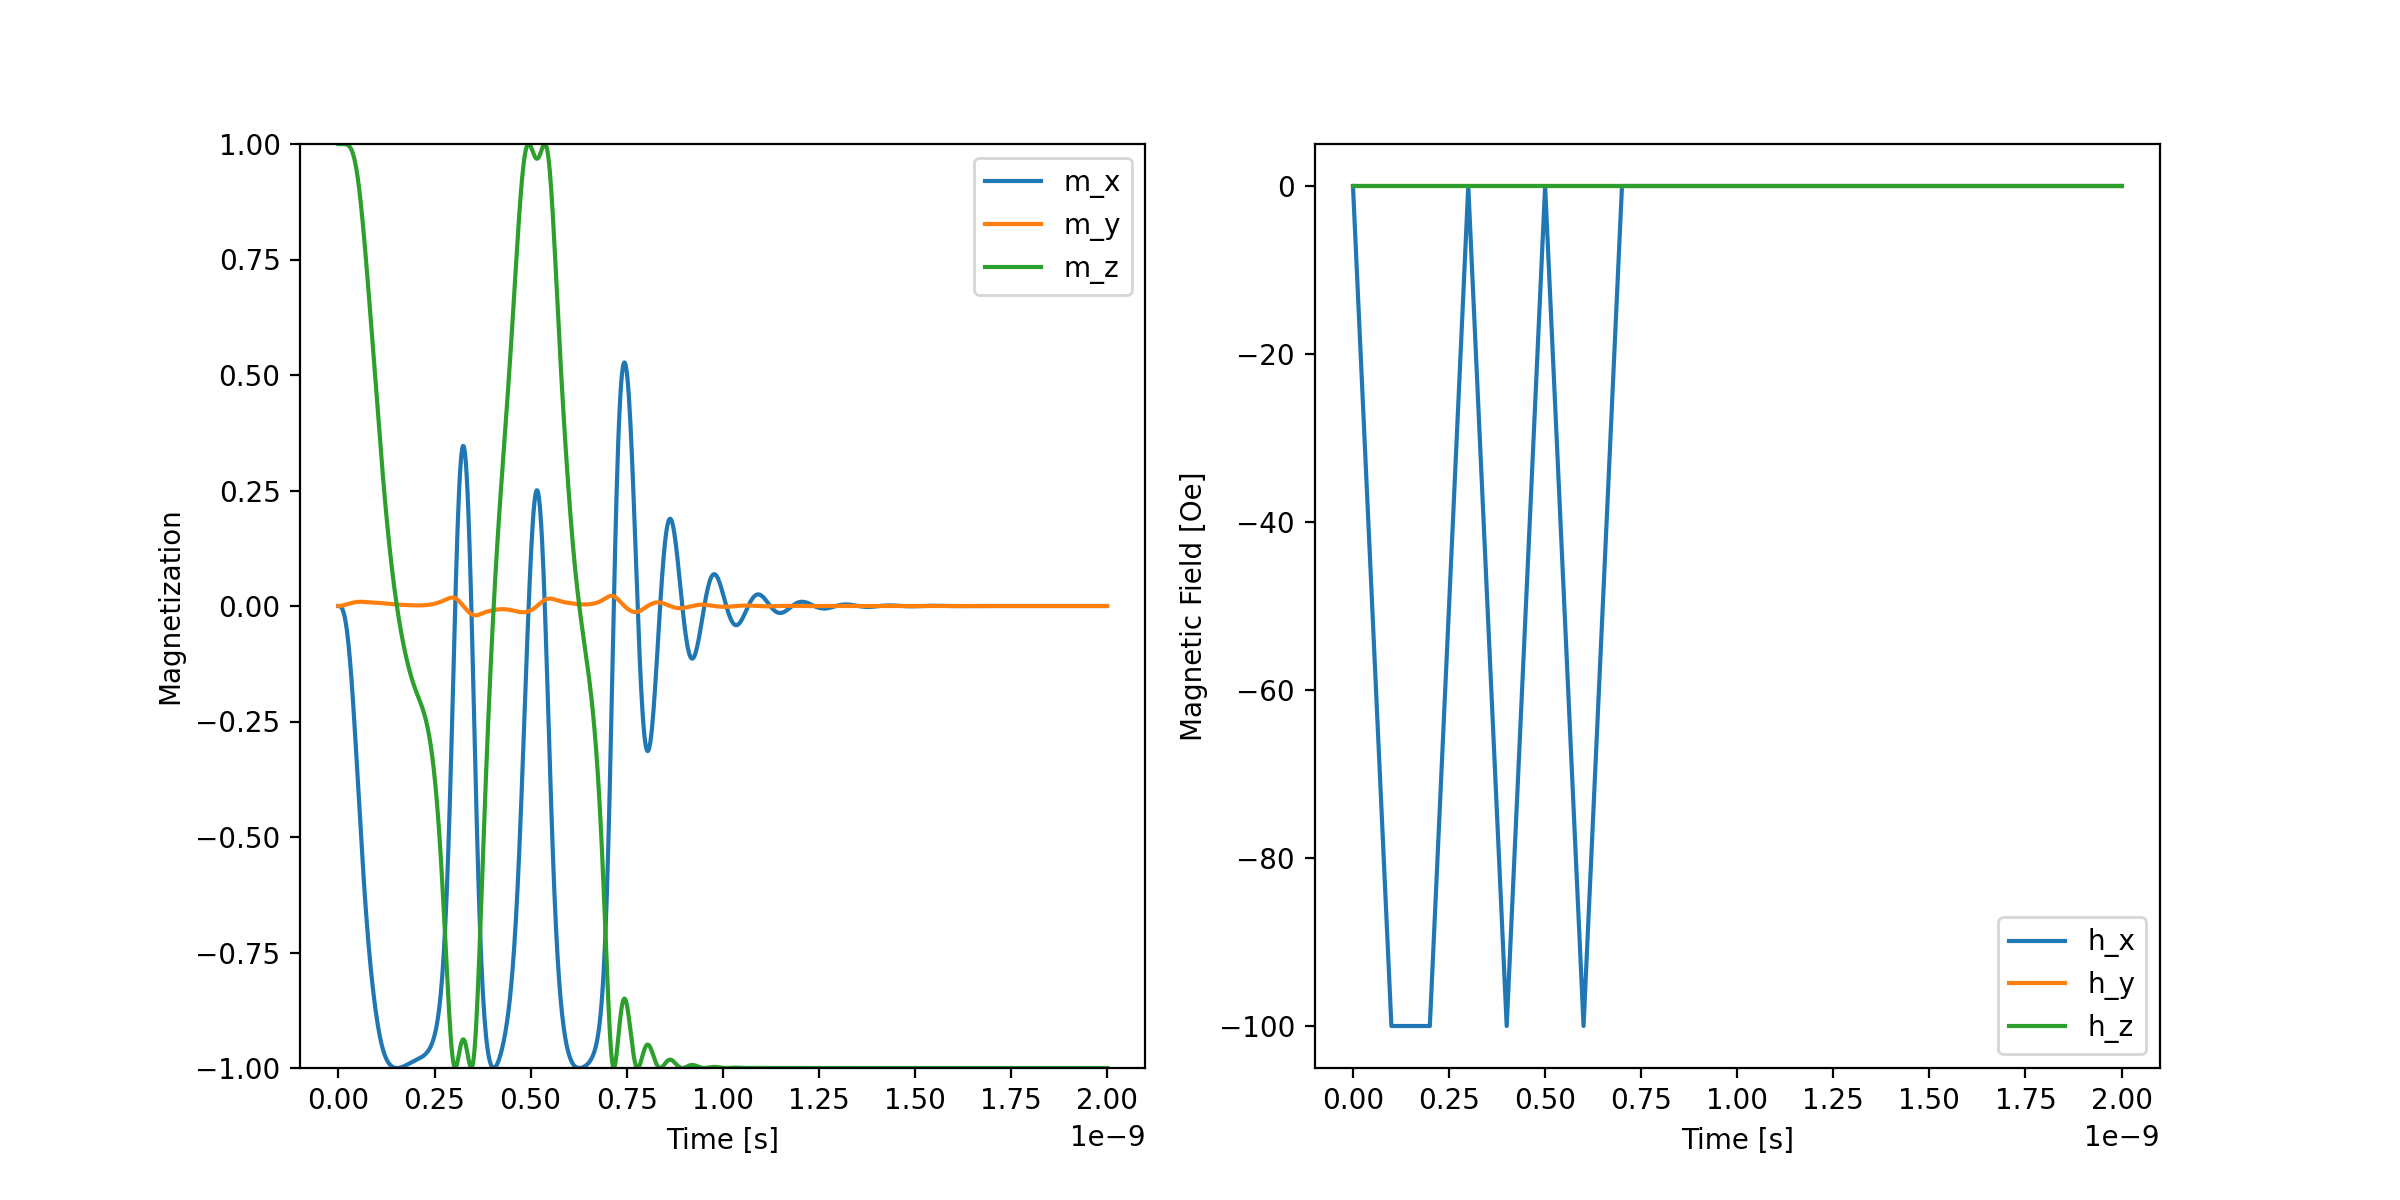 1.00
0.75
0.50
0.25
0.00
−0.25
−0.50
−0.75
−1.00
Magnetization
m_x
m_y
m_z
0.00 0.25 0.50 0.75 1.00 1.25 1.50 1.75 2.00
Time [s]
1e−9
0
−20
−40
−60
−80
−100
Magnetic Field [Oe]
h_x
h_y
h_z
0.00 0.25 0.50 0.75 1.00 1.25 1.50 1.75 2.00
Time [s]
1e−9